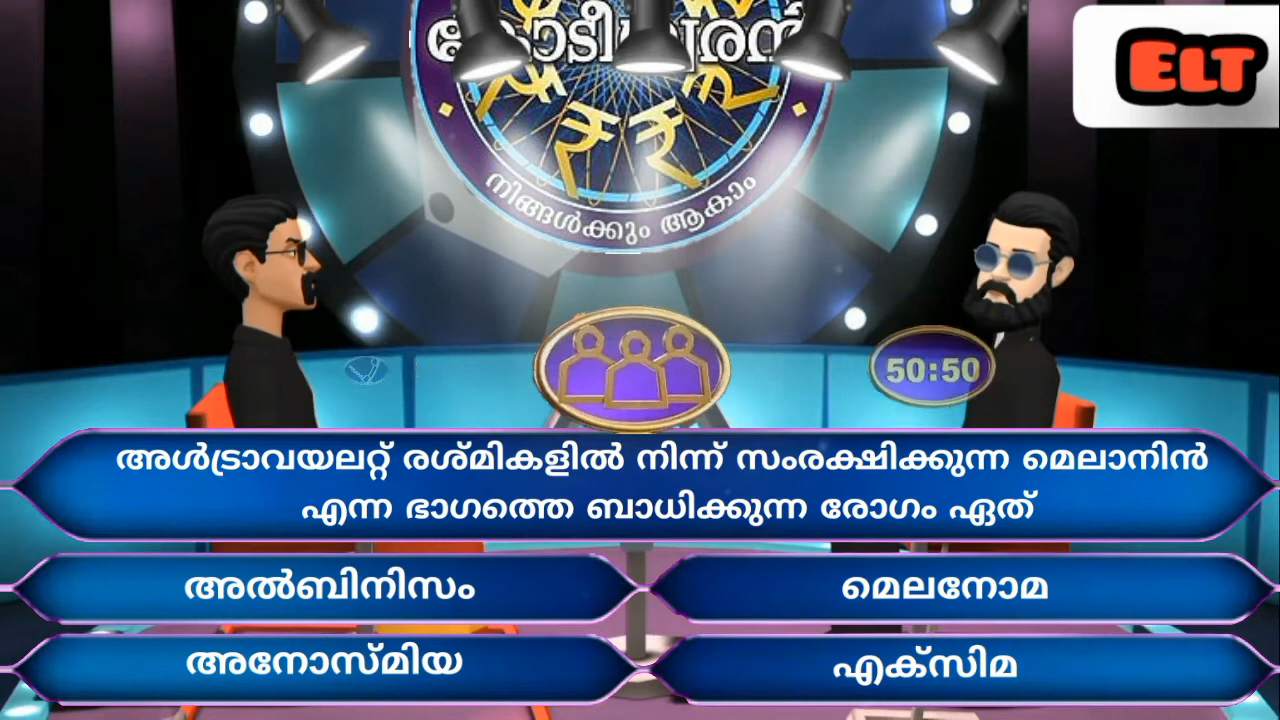 ELT
നിങ്ങൾക്കും ആകാം
50:50
അൾട്രാവയലറ്റ് രശ്മികളിൽ നിന്ന് സംരക്ഷിക്കുന്ന മെലാനിൻ
എന്ന ഭാഗത്തെ ബാധിക്കുന്ന രോഗം ഏത്
അൽബിനിസം
മെലനോമ
അനോസ്മിയ
എക്സിമ